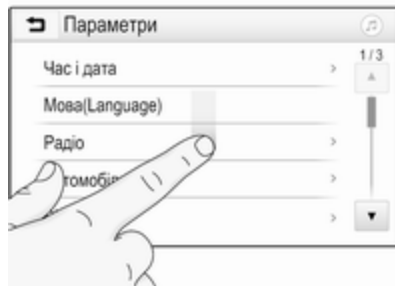 Параметри
1/3
Час і дата
Мова(Language)
Радіо